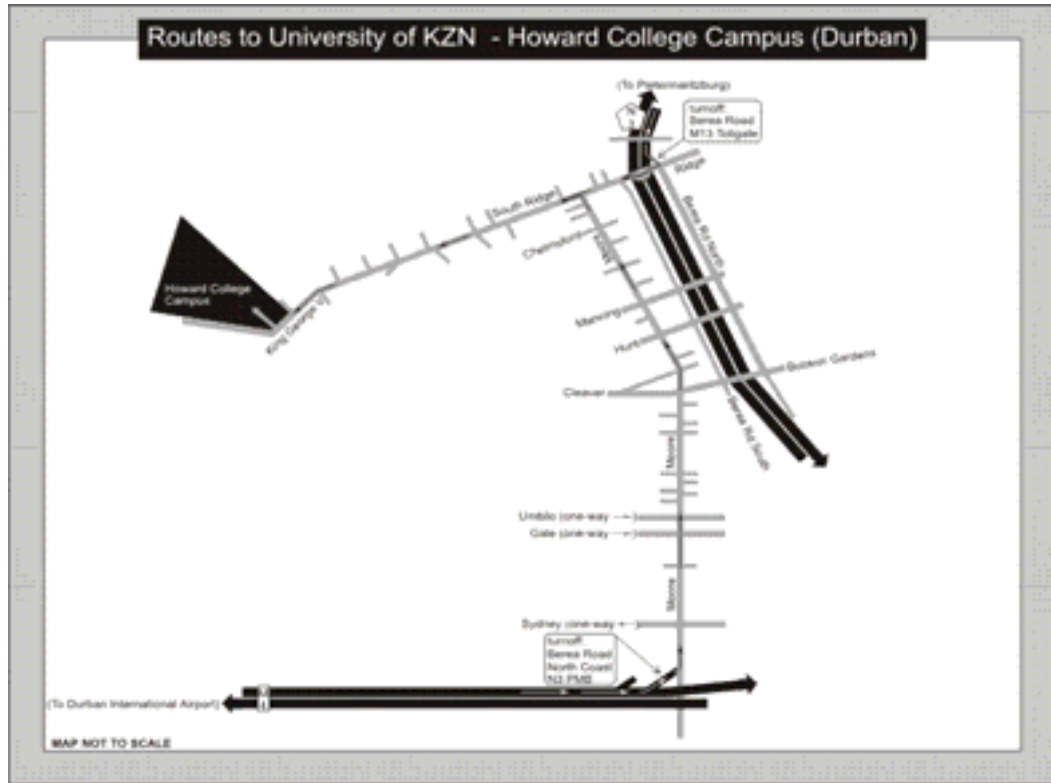 Routes to University of KZN - Howard College Campus (Durban)
(To Pietermaritzburg)
turnoff:
Berea Road
M13 Tollgate
Ridge
South Ridge
Berea Rd North
Chelmsford
Howard College
Campus
King George V
Manning
Hunt
Botanic Gardens
Cleaver
Berea Rd South
Moore
Umbilo (one-way →)
Gale (one-way →)
Moore
Sydney (one-way ←)
turnoff:
Berea Road
North Coast
N3 PMB
(To Durban International Airport)
MAP NOT TO SCALE